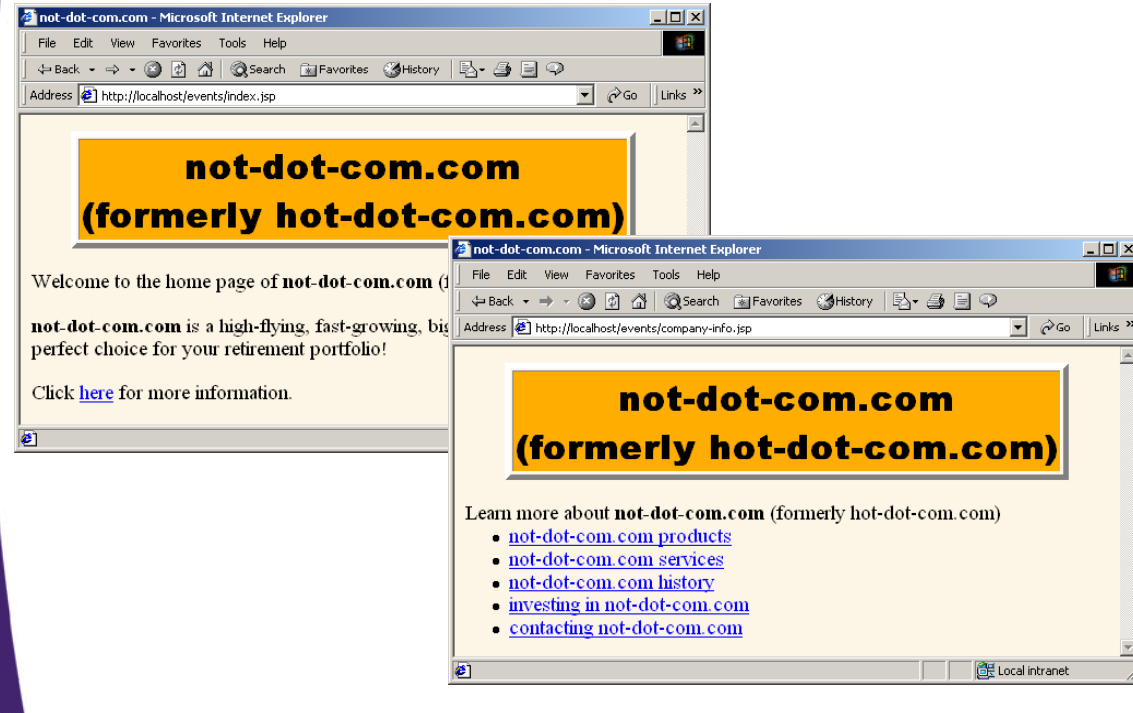 not-dot-com.com - Microsoft Internet Explorer
File Edit View Favorites Tools Help
Back Search Favorites History
Address http://localhost/events/index.jsp Go Links »
not-dot-com.com
(formerly hot-dot-com.com)
Welcome to the home page of not-dot-com.com (f
not-dot-com.com is a high-flying, fast-growing, big
perfect choice for your retirement portfolio!
Click here for more information.
not-dot-com.com - Microsoft Internet Explorer
File Edit View Favorites Tools Help
Back Search Favorites History
Address http://localhost/events/company-info.jsp Go Links »
not-dot-com.com
(formerly hot-dot-com.com)
Learn more about not-dot-com.com (formerly hot-dot-com.com)
• not-dot-com.com products
• not-dot-com.com services
• not-dot-com.com history
• investing in not-dot-com.com
• contacting not-dot-com.com
Local intranet